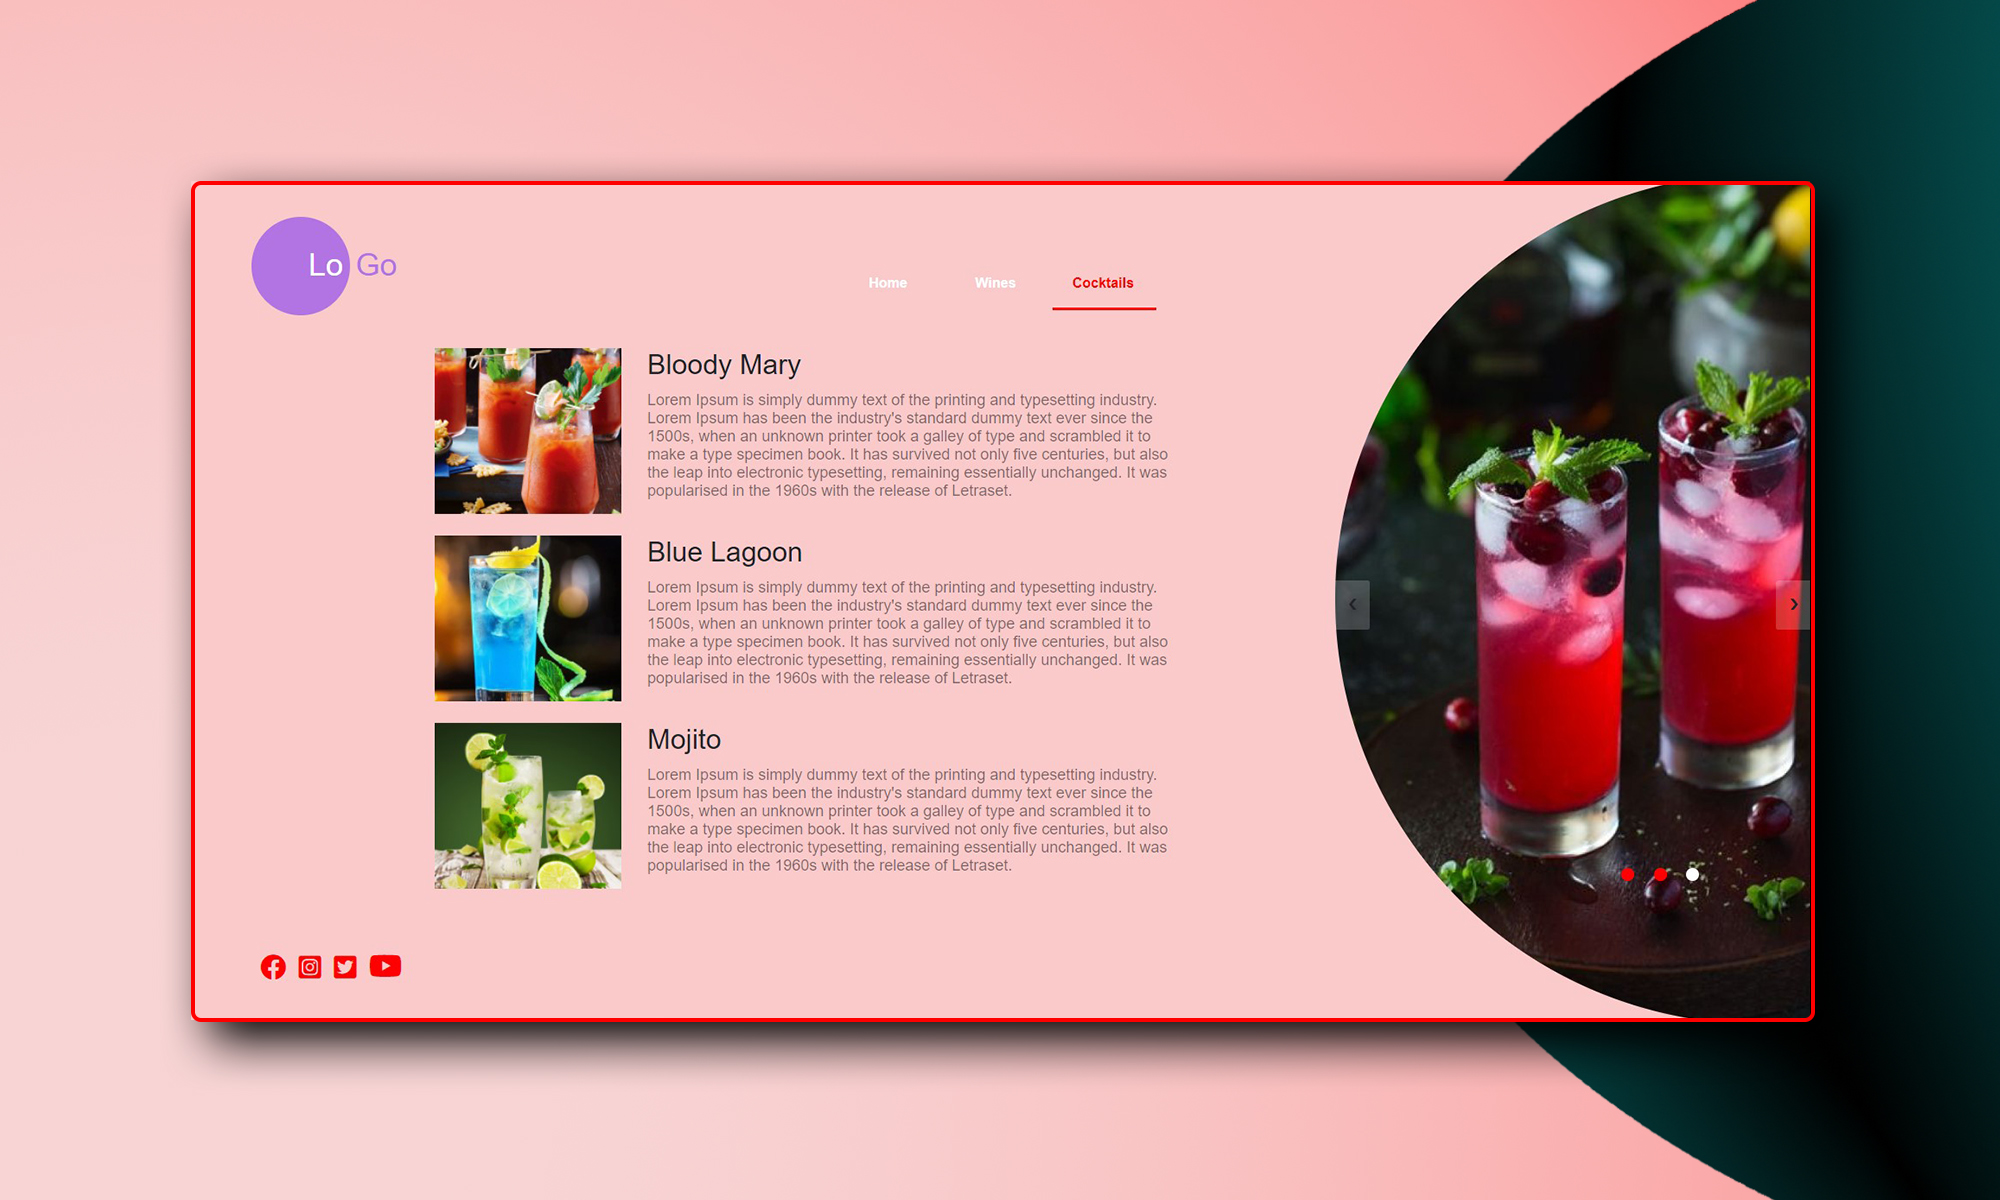 Lo Go
Home Wines Cocktails
Bloody Mary
Lorem Ipsum is simply dummy text of the printing and typesetting industry.
Lorem Ipsum has been the industry's standard dummy text ever since the
1500s, when an unknown printer took a galley of type and scrambled it to
make a type specimen book. It has survived not only five centuries, but also
the leap into electronic typesetting, remaining essentially unchanged. It was
popularised in the 1960s with the release of Letraset.
Blue Lagoon
Lorem Ipsum is simply dummy text of the printing and typesetting industry.
Lorem Ipsum has been the industry's standard dummy text ever since the
1500s, when an unknown printer took a galley of type and scrambled it to
make a type specimen book. It has survived not only five centuries, but also
the leap into electronic typesetting, remaining essentially unchanged. It was
popularised in the 1960s with the release of Letraset.
Mojito
Lorem Ipsum is simply dummy text of the printing and typesetting industry.
Lorem Ipsum has been the industry's standard dummy text ever since the
1500s, when an unknown printer took a galley of type and scrambled it to
make a type specimen book. It has survived not only five centuries, but also
the leap into electronic typesetting, remaining essentially unchanged. It was
popularised in the 1960s with the release of Letraset.